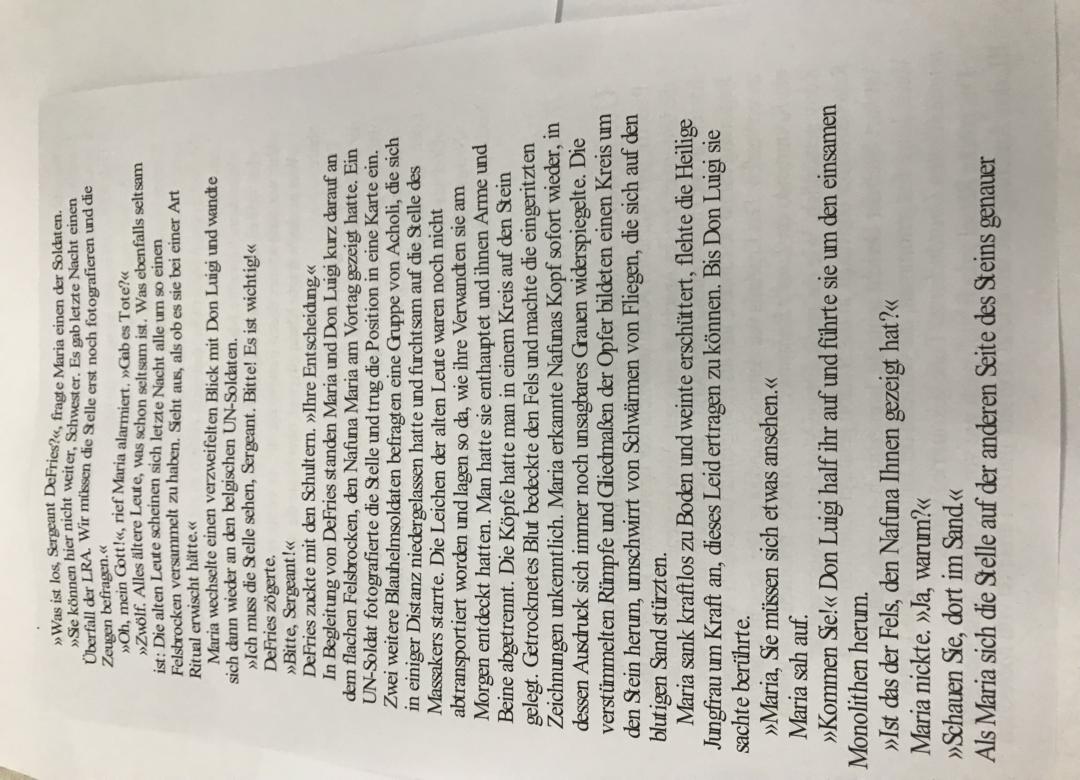 »Was ist los, Sergeant DeFries?«, fragte Maria einen der Soldaten.
»Sie können hier nicht weiter, Schwester. Es gab letzte Nacht einen
Überfall der LRA. Wir müssen die Stelle erst noch fotografieren und die
Zeugen befragen.«
»Oh, mein Gott!«, rief Maria alarmiert. »Gab es Tote?«
»Zwölf. Alles ältere Leute, was schon seltsam ist. Was ebenfalls seltsam
ist: Die alten Leute scheinen sich letzte Nacht alle um so einen
Felsbrocken versammelt zu haben. Sieht aus, als ob es sie bei einer Art
Ritual erwischt hätte.«
Maria wechselte einen verzweifelten Blick mit Don Luigi und wandte
sich dann wieder an den belgischen UN-Soldaten.
»Ich muss die Stelle sehen, Sergeant. Bitte! Es ist wichtig!«
DeFries zögerte.
»Bitte, Sergeant!«
DeFries zuckte mit den Schultern. »Ihre Entscheidung.«
In Begleitung von DeFries standen Maria und Don Luigi kurz darauf an
dem flachen Felsbrocken, den Nafuna Maria am Vortag gezeigt hatte. Ein
UN-Soldat fotografierte die Stelle und trug die Position in eine Karte ein.
Zwei weitere Blauhelmsoldaten befragten eine Gruppe von Acholi, die sich
in einiger Distanz niedergelassen hatte und furchtsam auf die Stelle des
Massakers starrte. Die Leichen der alten Leute waren noch nicht
abtransportiert worden und lagen so da, wie ihre Verwandten sie am
Morgen entdeckt hatten. Man hatte sie enthauptet und ihnen Arme und
Beine abgetrennt. Die Köpfe hatte man in einem Kreis auf den Stein
gelegt. Getrocknetes Blut bedeckte den Fels und machte die eingeritzten
Zeichnungen unkenntlich. Maria erkannte Nafunas Kopf sofort wieder, in
dessen Ausdruck sich immer noch unsagbares Grauen widerspiegelte. Die
verstümmelten Rümpfe und Gliedmaßen der Opfer bildeten einen Kreis um
den Stein herum, umschwirrt von Schwärmen von Fliegen, die sich auf den
blutigen Sand stürzten.
Maria sank kraftlos zu Boden und weinte erschüttert, flehte die Heilige
Jungfrau um Kraft an, dieses Leid ertragen zu können. Bis Don Luigi sie
sachte berührte.
»Maria, Sie müssen sich etwas ansehen.«
Maria sah auf.
»Kommen Sie!« Don Luigi half ihr auf und führte sie um den einsamen
Monolithen herum.
»Ist das der Fels, den Nafuna Ihnen gezeigt hat?«
Maria nickte. »Ja, warum?«
»Schauen Sie, dort im Sand.«
Als Maria sich die Stelle auf der anderen Seite des Steins genauer